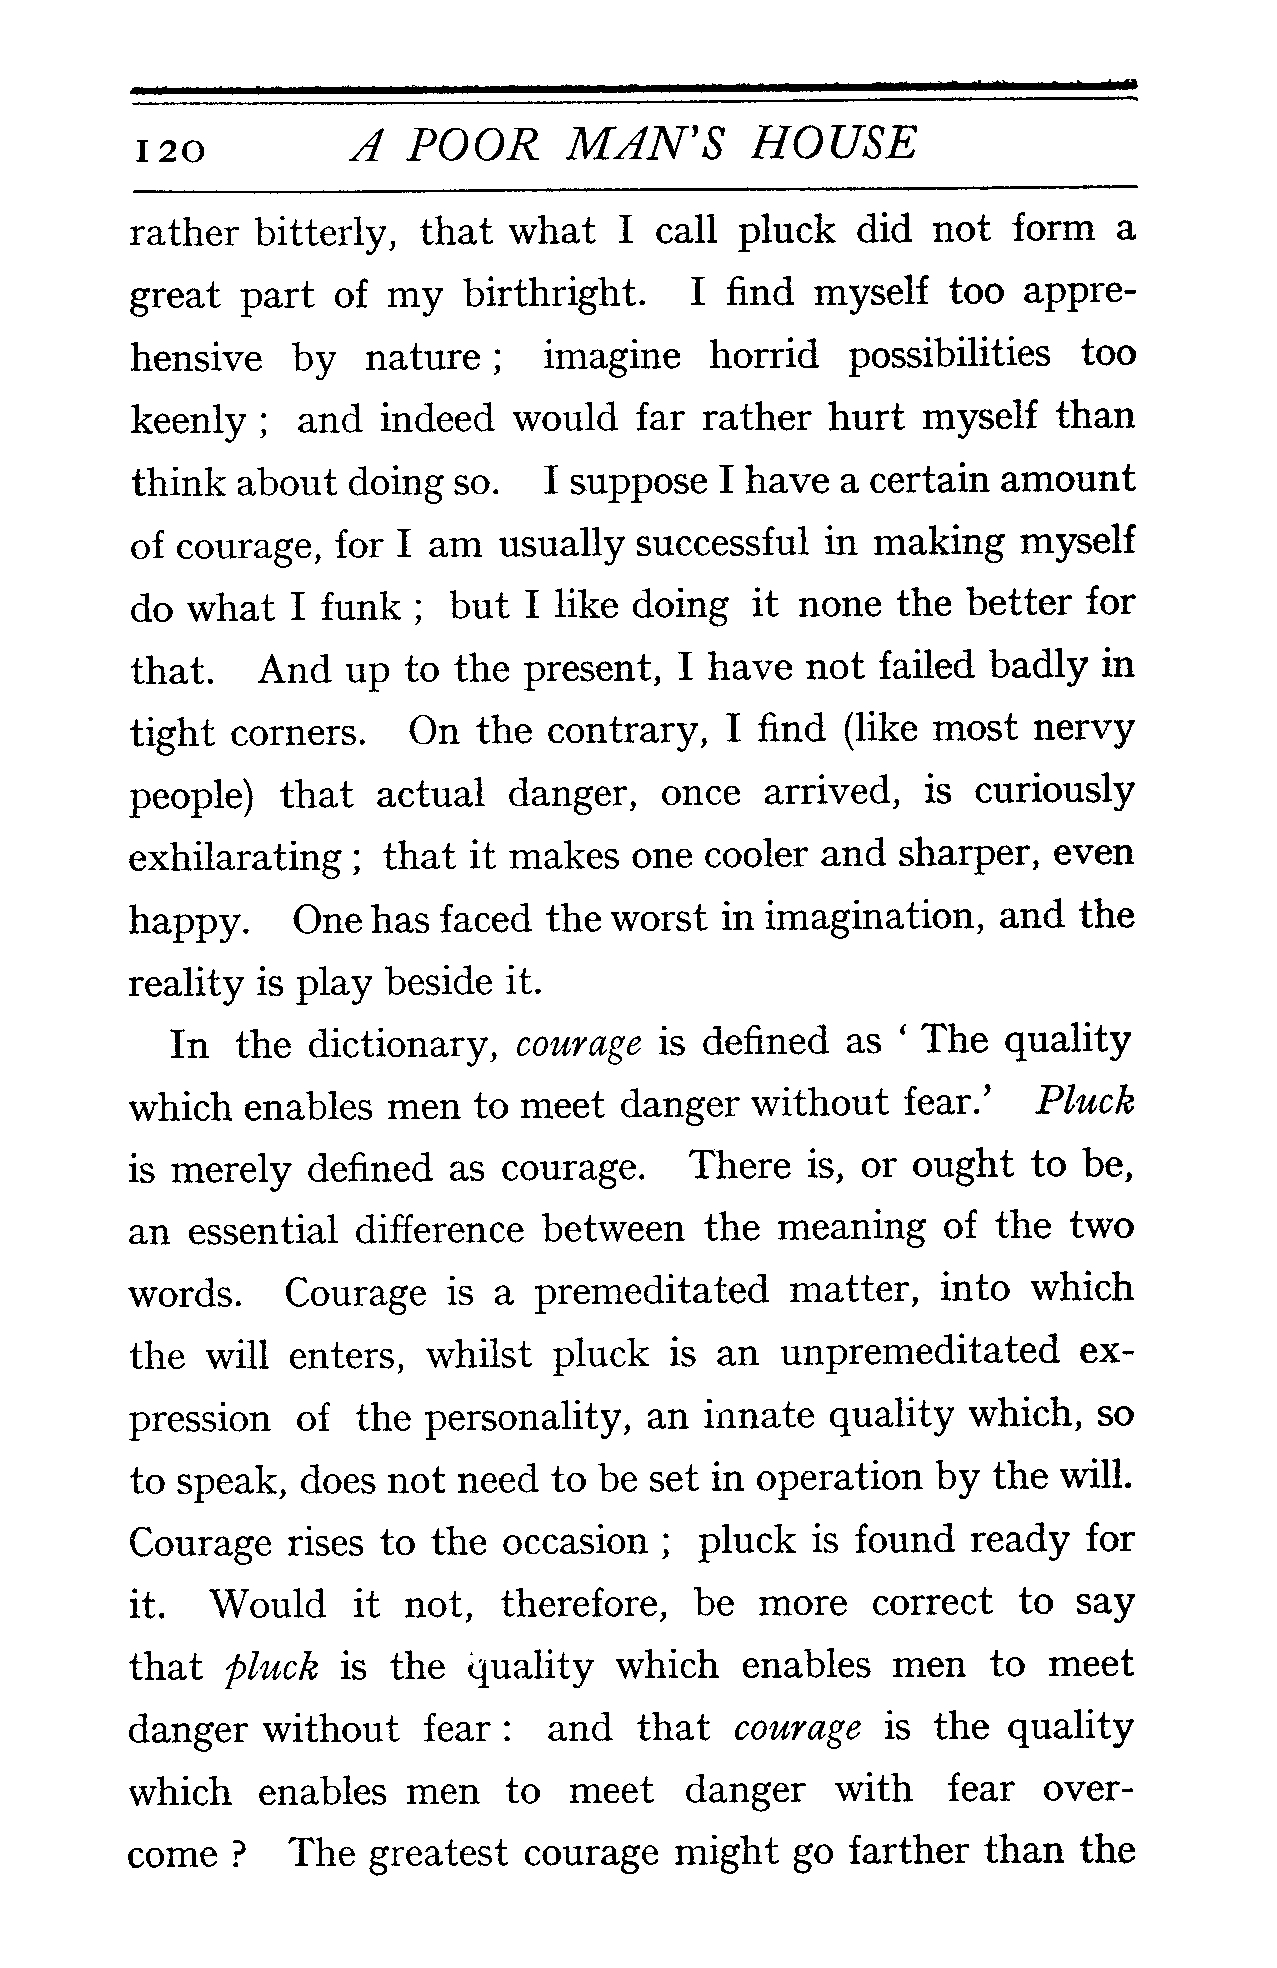 120 A POOR MAN'S HOUSE
rather bitterly, that what I call pluck did not form a
great part of my birthright. I find myself too appre-
hensive by nature ; imagine horrid possibilities too
keenly ; and indeed would far rather hurt myself than
think about doing so. I suppose I have a certain amount
of courage, for I am usually successful in making myself
do what I funk ; but I like doing it none the better for
that. And up to the present, I have not failed badly in
tight corners. On the contrary, I find (like most nervy
people) that actual danger, once arrived, is curiously
exhilarating ; that it makes one cooler and sharper, even
happy. One has faced the worst in imagination, and the
reality is play beside it.
In the dictionary, courage is defined as ‘ The quality
which enables men to meet danger without fear.’ Pluck
is merely defined as courage. There is, or ought to be,
an essential difference between the meaning of the two
words. Courage is a premeditated matter, into which
the will enters, whilst pluck is an unpremeditated ex-
pression of the personality, an innate quality which, so
to speak, does not need to be set in operation by the will.
Courage rises to the occasion ; pluck is found ready for
it. Would it not, therefore, be more correct to say
that pluck is the quality which enables men to meet
danger without fear : and that courage is the quality
which enables men to meet danger with fear over-
come ? The greatest courage might go farther than the